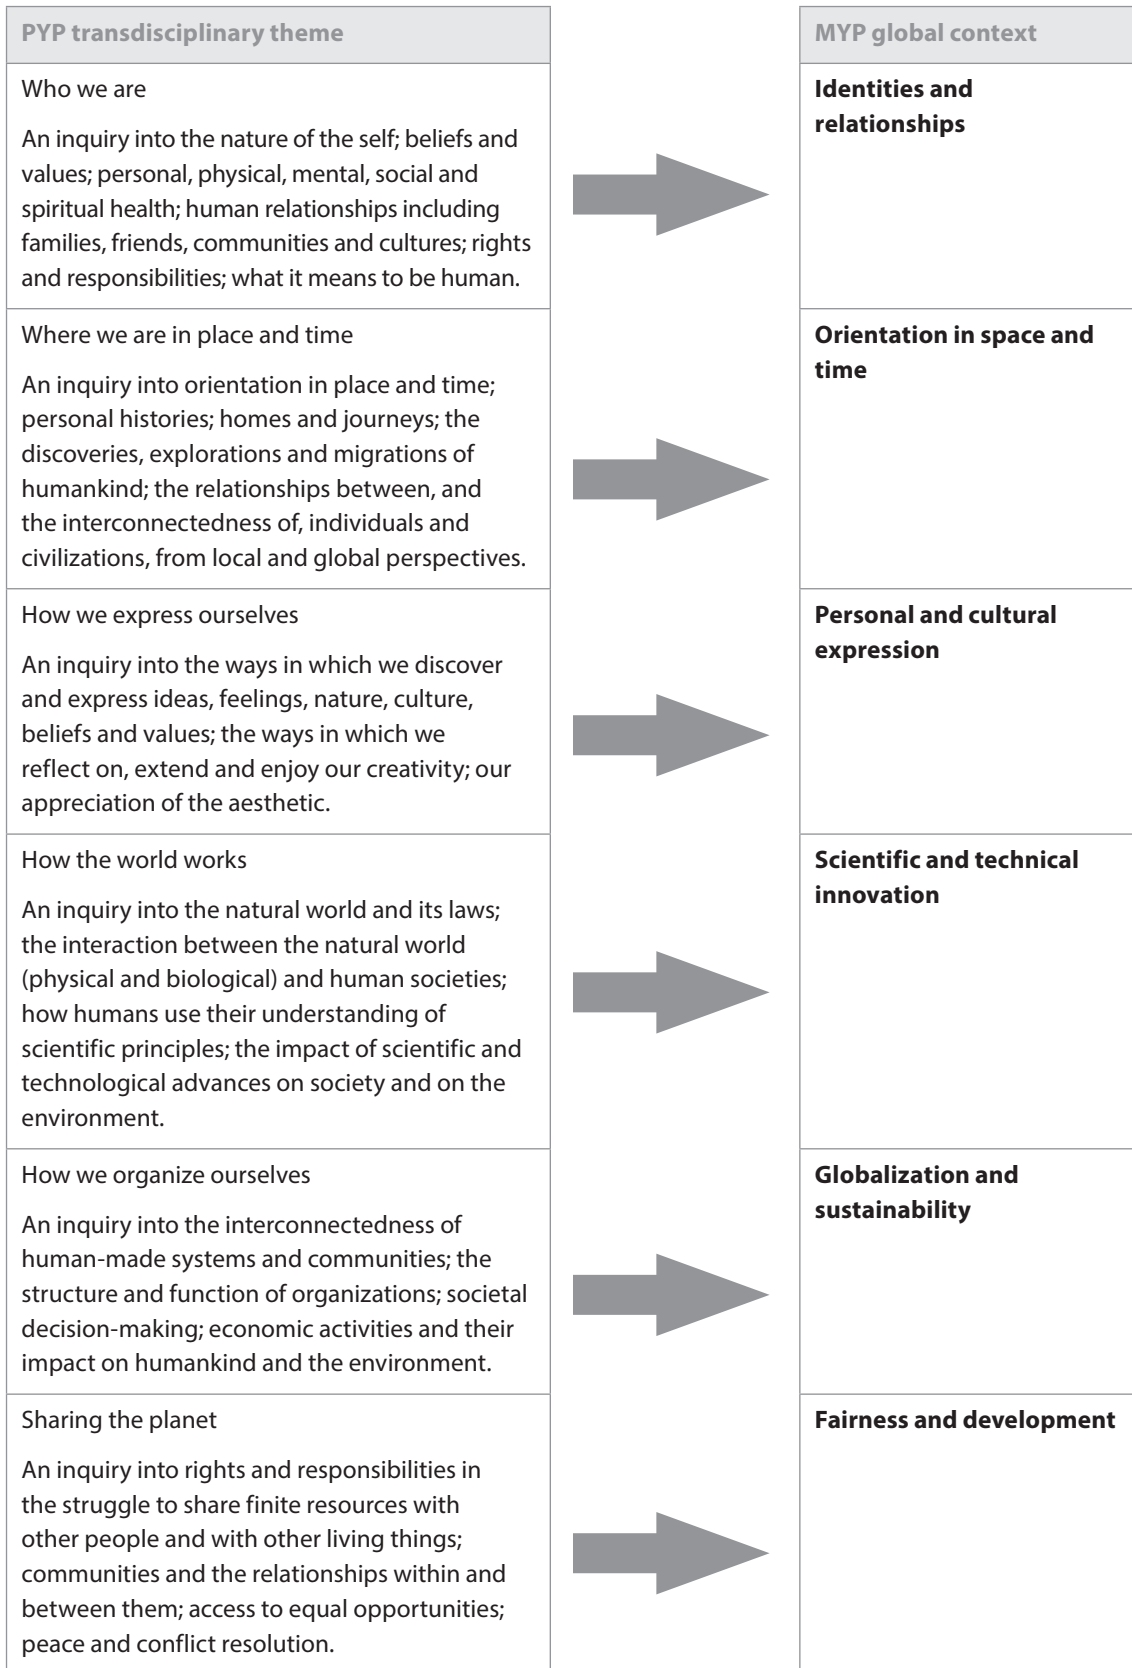 PYP transdisciplinary theme
MYP global context
Who we are
An inquiry into the nature of the self; beliefs and
values; personal, physical, mental, social and
spiritual health; human relationships including
families, friends, communities and cultures; rights
and responsibilities; what it means to be human.
Identities and
relationships
Where we are in place and time
An inquiry into orientation in place and time;
personal histories; homes and journeys; the
discoveries, explorations and migrations of
humankind; the relationships between, and
the interconnectedness of, individuals and
civilizations, from local and global perspectives.
Orientation in space and
time
How we express ourselves
An inquiry into the ways in which we discover
and express ideas, feelings, nature, culture,
beliefs and values; the ways in which we
reflect on, extend and enjoy our creativity; our
appreciation of the aesthetic.
Personal and cultural
expression
How the world works
An inquiry into the natural world and its laws;
the interaction between the natural world
(physical and biological) and human societies;
how humans use their understanding of
scientific principles; the impact of scientific and
technological advances on society and on the
environment.
Scientific and technical
innovation
How we organize ourselves
An inquiry into the interconnectedness of
human-made systems and communities; the
structure and function of organizations; societal
decision-making; economic activities and their
impact on humankind and the environment.
Globalization and
sustainability
Sharing the planet
An inquiry into rights and responsibilities in
the struggle to share finite resources with
other people and with other living things;
communities and the relationships within and
between them; access to equal opportunities;
peace and conflict resolution.
Fairness and development